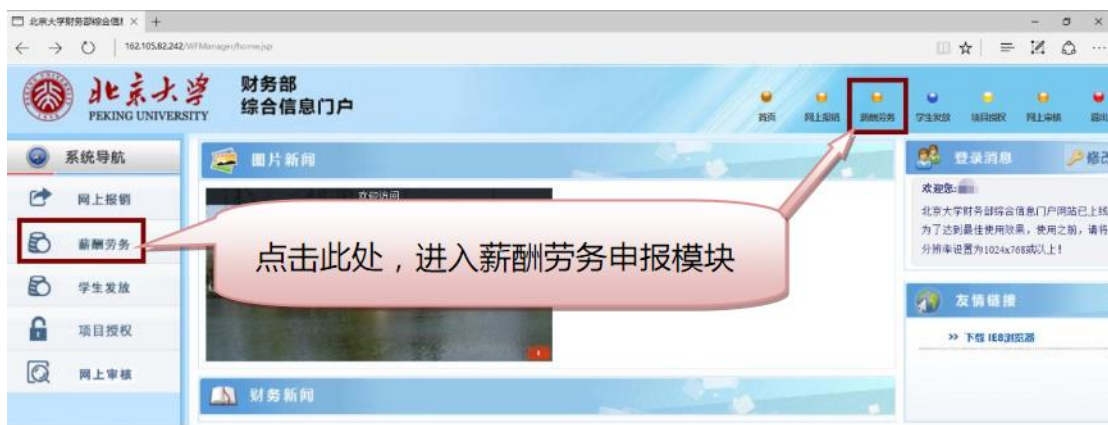 北京大学财务部综合信息 × +
162.105.82.242/WFManager/home.jsp
北京大学
PEKING UNIVERSITY
财务部
综合信息门户
首页 网上报销 薪酬劳务 学生发放 项目授权 网上审核 退出
系统导航
网上报销
薪酬劳务
学生发放
项目授权
网上审核
图片新闻
欢迎访问
点击此处，进入薪酬劳务申报模块
1
财务新闻
登录消息 修改
欢迎您:
北京大学财务部综合信息门户网站已上线
为了达到最佳使用效果，使用之前，请将
分辨率设置为1024x768或以上！
友情链接
>> 下载 IE8浏览器